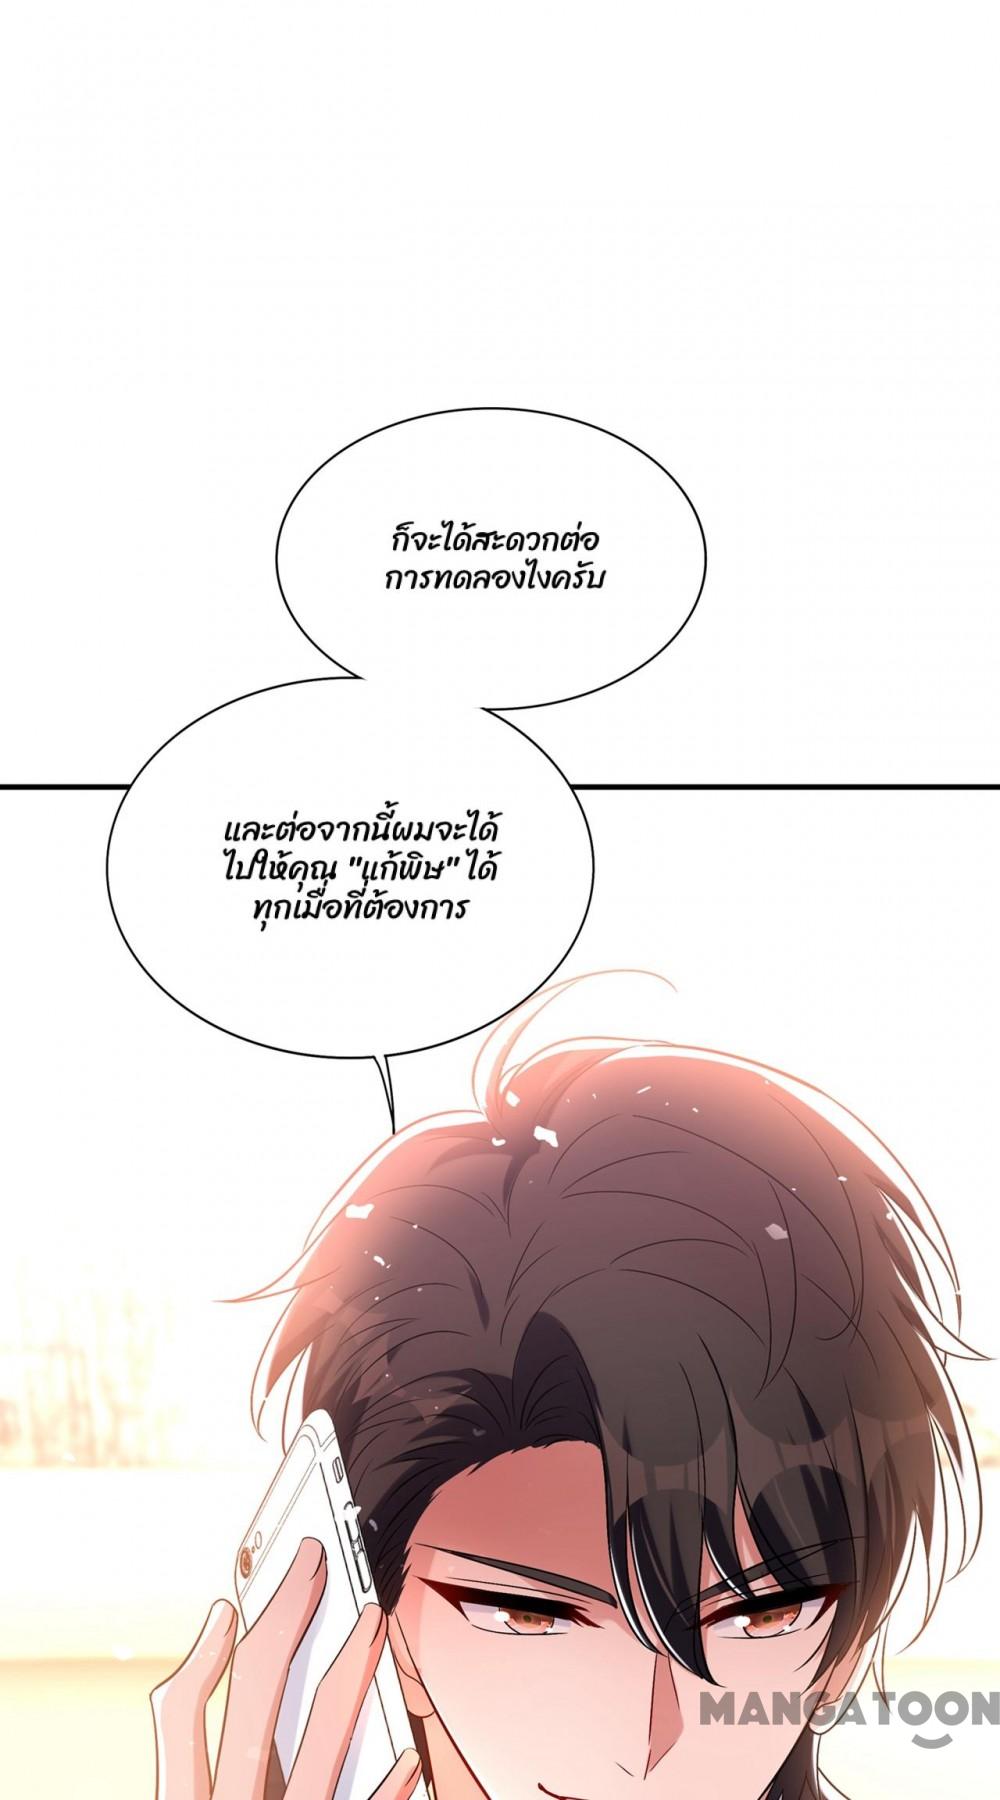 ก็จะได้สะดวกต่อ
การทดลองไงครับ
และต่อจากนี้ผมจะได้
ไปให้คุณ "แก้พิษ" ได้
ทุกเมื่อที่ต้องการ
MANGATOON